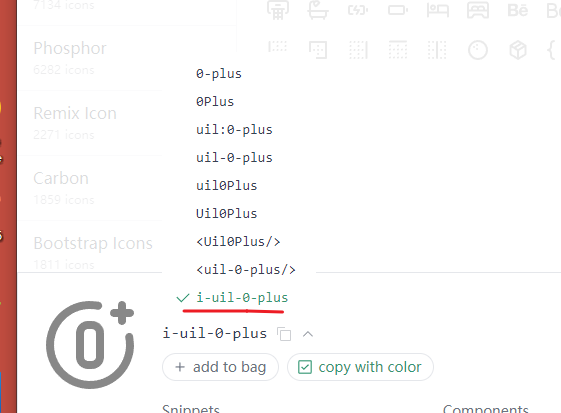 7134 icons
Phosphor
6282 icons
Remix Icon
2271 icons
Carbon
1859 icons
Bootstrap Icons
1811 icons
Bē
0-plus
0Plus
uil:0-plus
uil-0-plus
uil0Plus
Uil0Plus
<Uil0Plus/>
<uil-0-plus/>
i-uil-0-plus
i-uil-0-plus
+ add to bag
copy with color
Snippets
Components